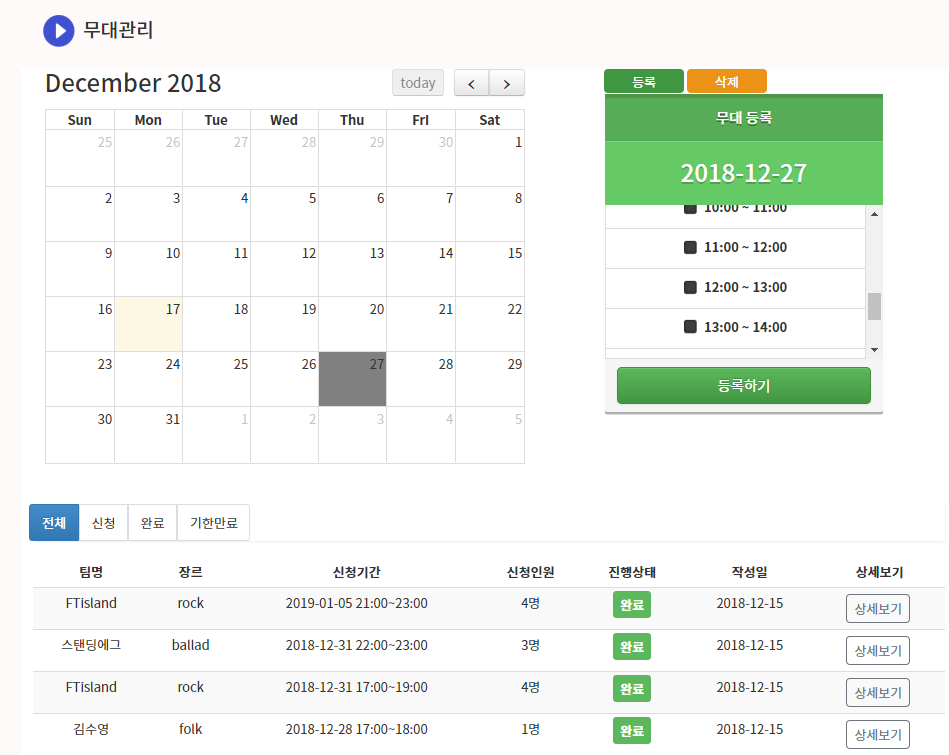 무대관리
December 2018
today
Sun Mon Tue Wed Thu Fri Sat
25 26 27 28 29 30 1
2 3 4 5 6 7 8
9 10 11 12 13 14 15
16 17 18 19 20 21 22
23 24 25 26 27 28 29
30 31 1 2 3 4 5
등록 삭제
무대 등록
2018-12-27
10:00 ~ 11:00
11:00 ~ 12:00
12:00 ~ 13:00
13:00 ~ 14:00
등록하기
전체 신청 완료 기한만료
팀명 장르 신청기간 신청인원 진행상태 작성일 상세보기
FTisland rock 2019-01-05 21:00~23:00 4명 완료 2018-12-15 상세보기
스탠딩에그 ballad 2018-12-31 22:00~23:00 3명 완료 2018-12-15 상세보기
FTisland rock 2018-12-31 17:00~19:00 4명 완료 2018-12-15 상세보기
김수영 folk 2018-12-28 17:00~18:00 1명 완료 2018-12-15 상세보기